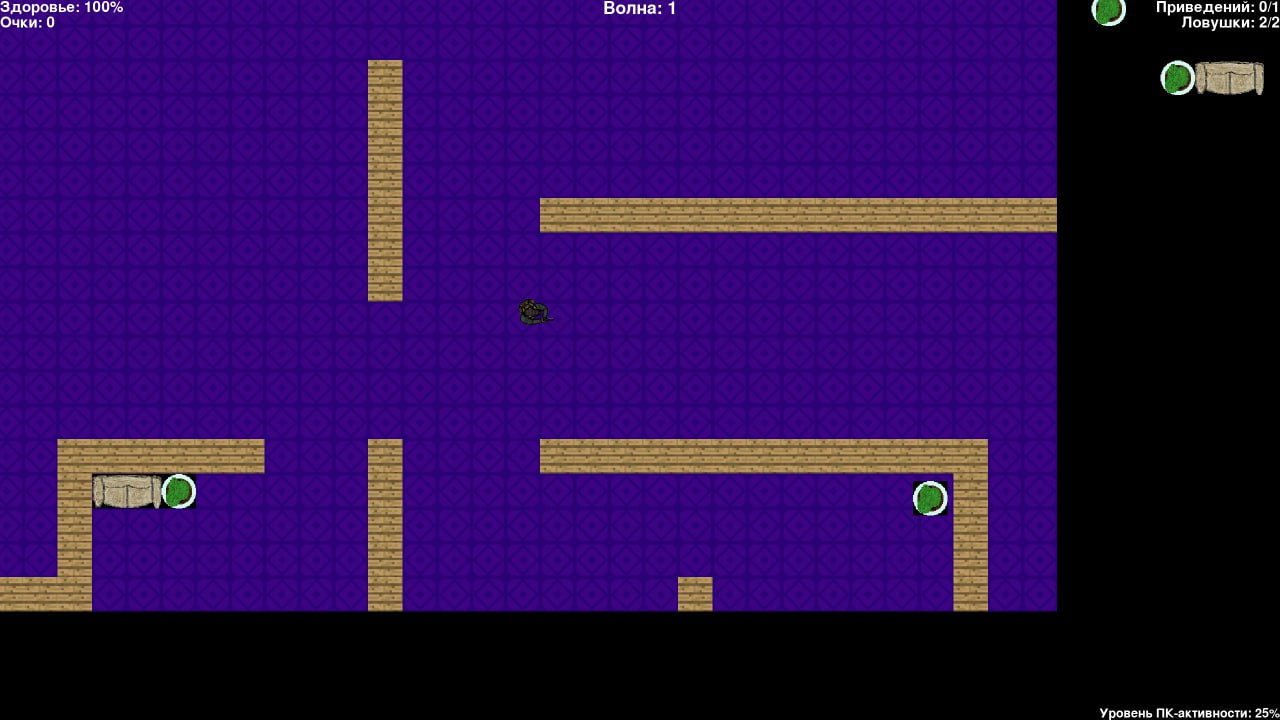 Здоровье: 100%
Очки: 0
Волна: 1
Приведений: 0/1
Ловушки: 2/2
Уровень ПК-активности: 25%